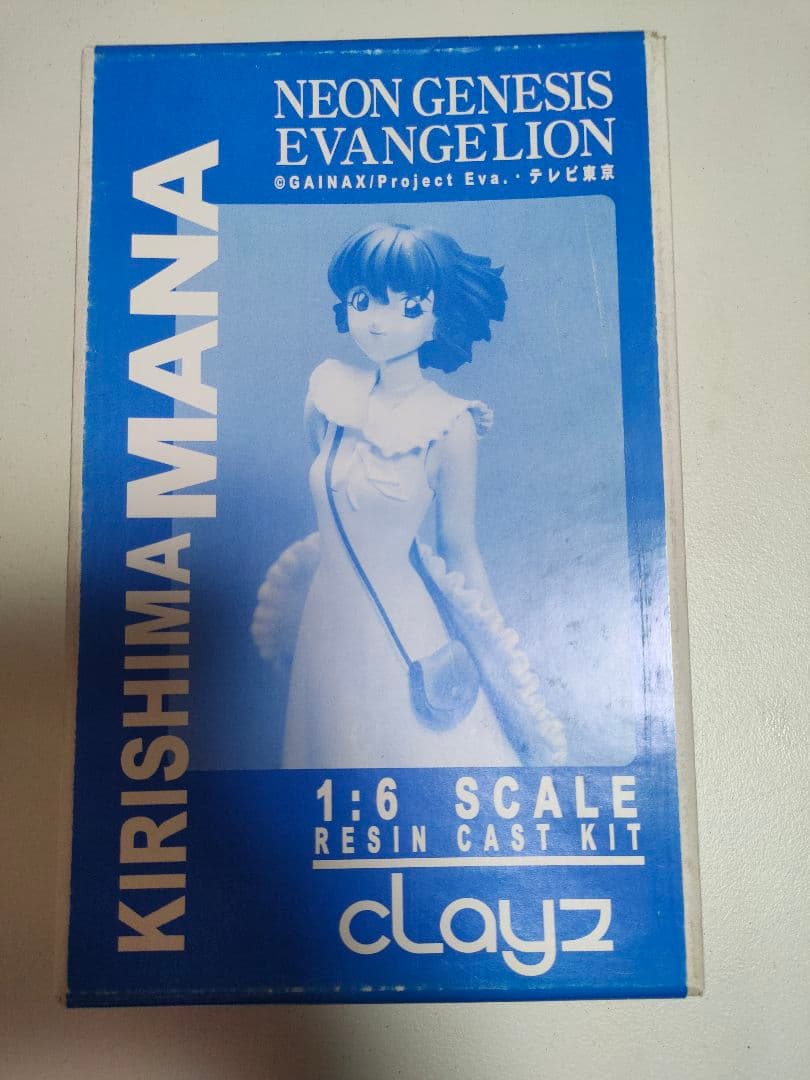 NEON GENESIS
EVANGELION
©GAINAX/Project Eva.・テレビ東京
KIRISHIMA MANA
1:6 SCALE
RESIN CAST KIT
cLayz